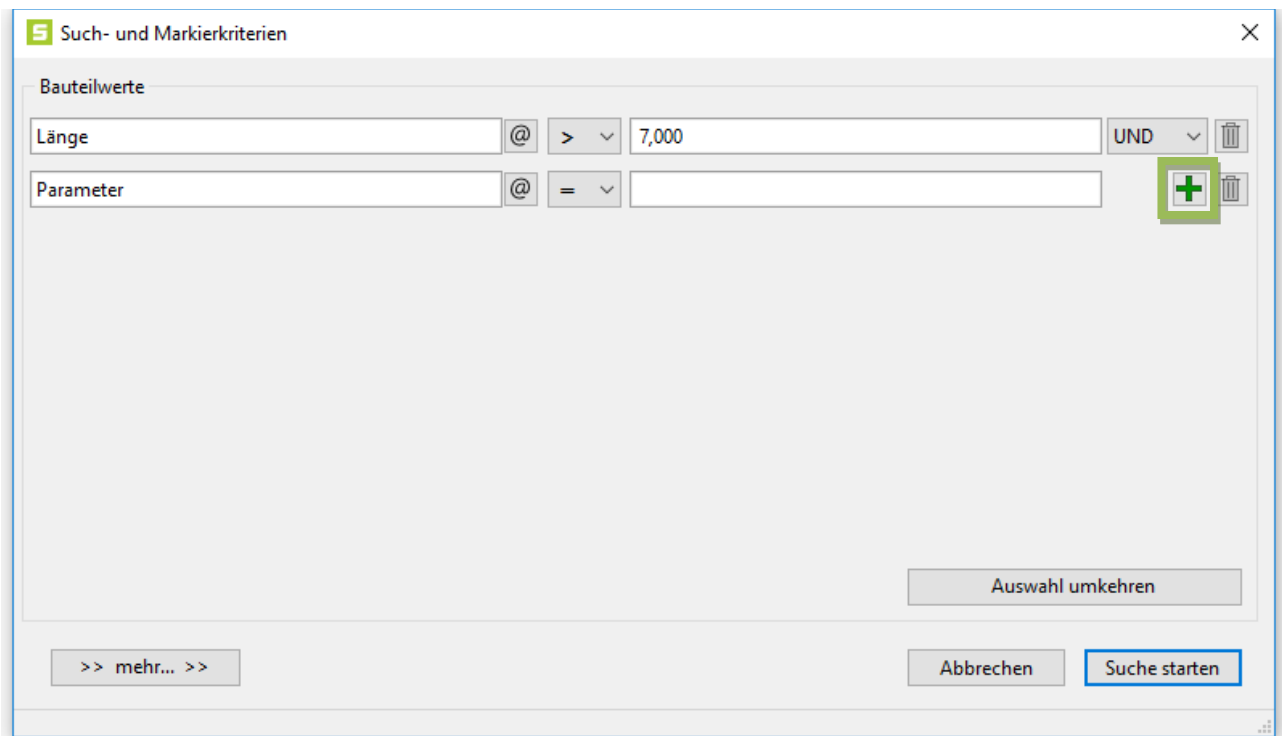 Such- und Markierkriterien
Bauteilwerte
Länge @ > 7,000 UND
Parameter @ =
Auswahl umkehren
>> mehr... >> Abbrechen Suche starten